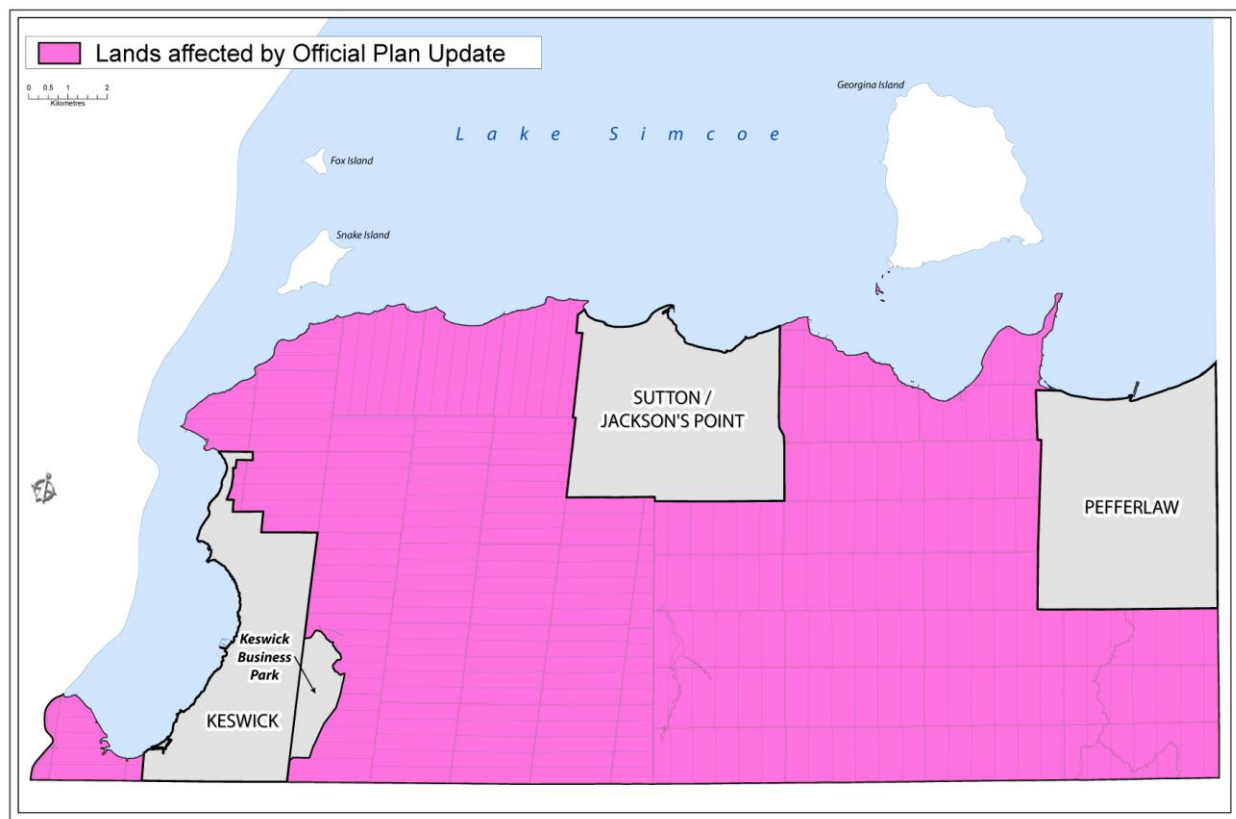 Lands affected by Official Plan Update
0 0.5 1 2
Kilometres
Georgina Island
Lake Simcoe
Fox Island
Snake Island
SUTTON /
JACKSON'S POINT
PEFFERLAW
Keswick
Business
Park
KESWICK